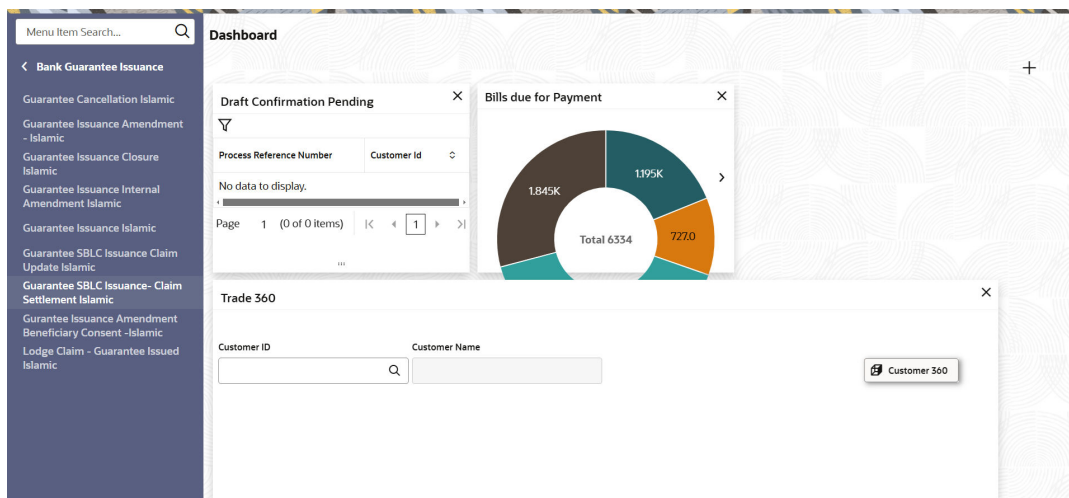 Menu Item Search...
Dashboard
Bank Guarantee Issuance
Guarantee Cancellation Islamic
Guarantee Issuance Amendment
- Islamic
Guarantee Issuance Closure
Islamic
Guarantee Issuance Internal
Amendment Islamic
Guarantee Issuance Islamic
Guarantee SBLC Issuance Claim
Update Islamic
Guarantee SBLC Issuance- Claim
Settlement Islamic
Gurantee Issuance Amendment
Beneficiary Consent -Islamic
Lodge Claim - Guarantee Issued
Islamic
Draft Confirmation Pending
Process Reference Number Customer Id
No data to display.
Page 1 (0 of 0 items) 1
Bills due for Payment
1.195K
1.845K
727.0
Total 6334
Trade 360
Customer ID Customer Name
Customer 360